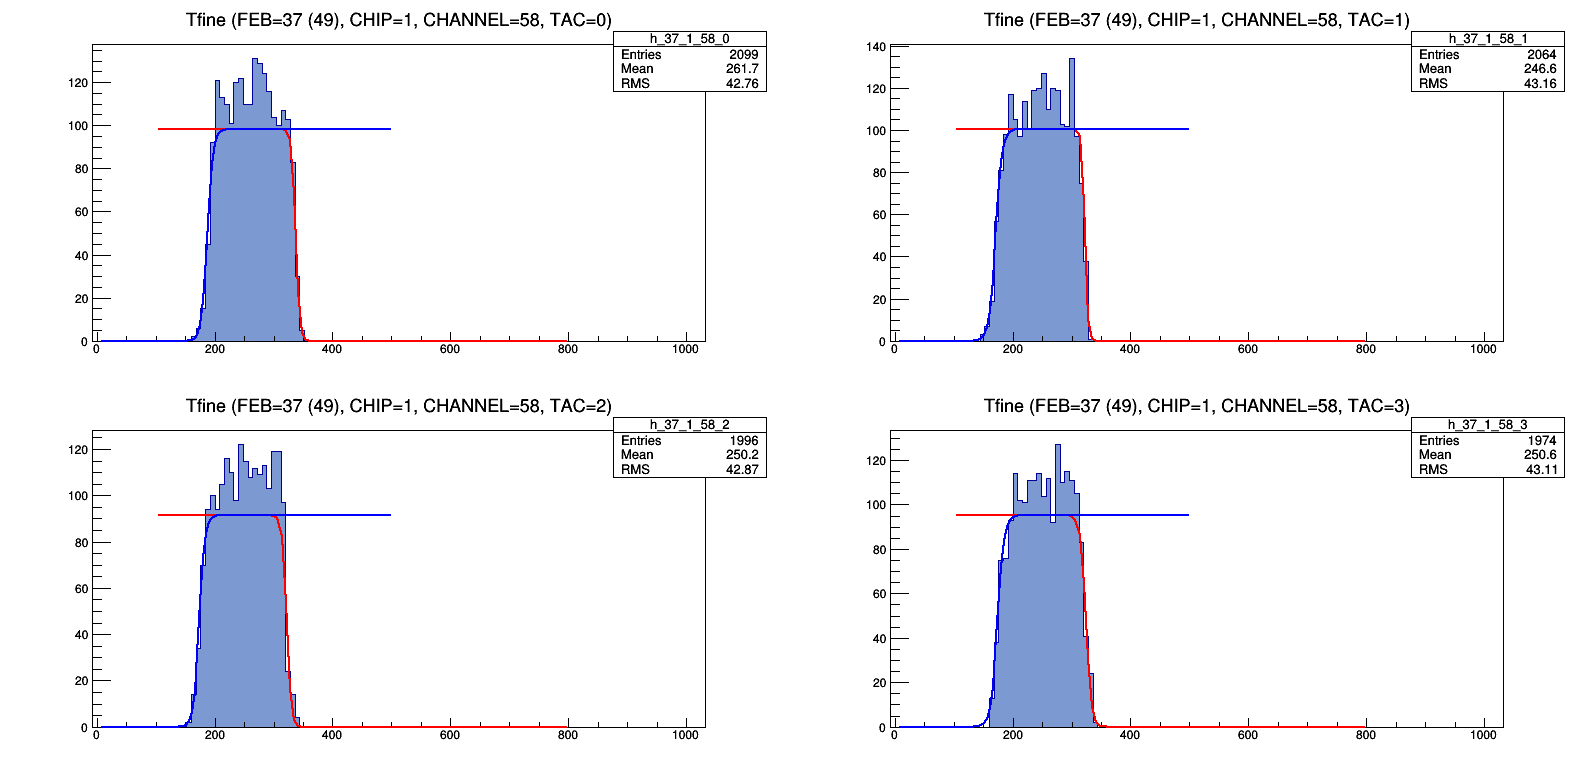 Tfine (FEB=37 (49), CHIP=1, CHANNEL=58, TAC=0)
h_37_1_58_0
Entries 2099
Mean 261.7
RMS 42.76
120
100
80
60
40
20
0
0 200 400 600 800 1000
Tfine (FEB=37 (49), CHIP=1, CHANNEL=58, TAC=1)
h_37_1_58_1
Entries 2064
Mean 246.6
RMS 43.16
140
120
100
80
60
40
20
0
0 200 400 600 800 1000
Tfine (FEB=37 (49), CHIP=1, CHANNEL=58, TAC=2)
h_37_1_58_2
Entries 1996
Mean 250.2
RMS 42.87
120
100
80
60
40
20
0
0 200 400 600 800 1000
Tfine (FEB=37 (49), CHIP=1, CHANNEL=58, TAC=3)
h_37_1_58_3
Entries 1974
Mean 250.6
RMS 43.11
120
100
80
60
40
20
0
0 200 400 600 800 1000